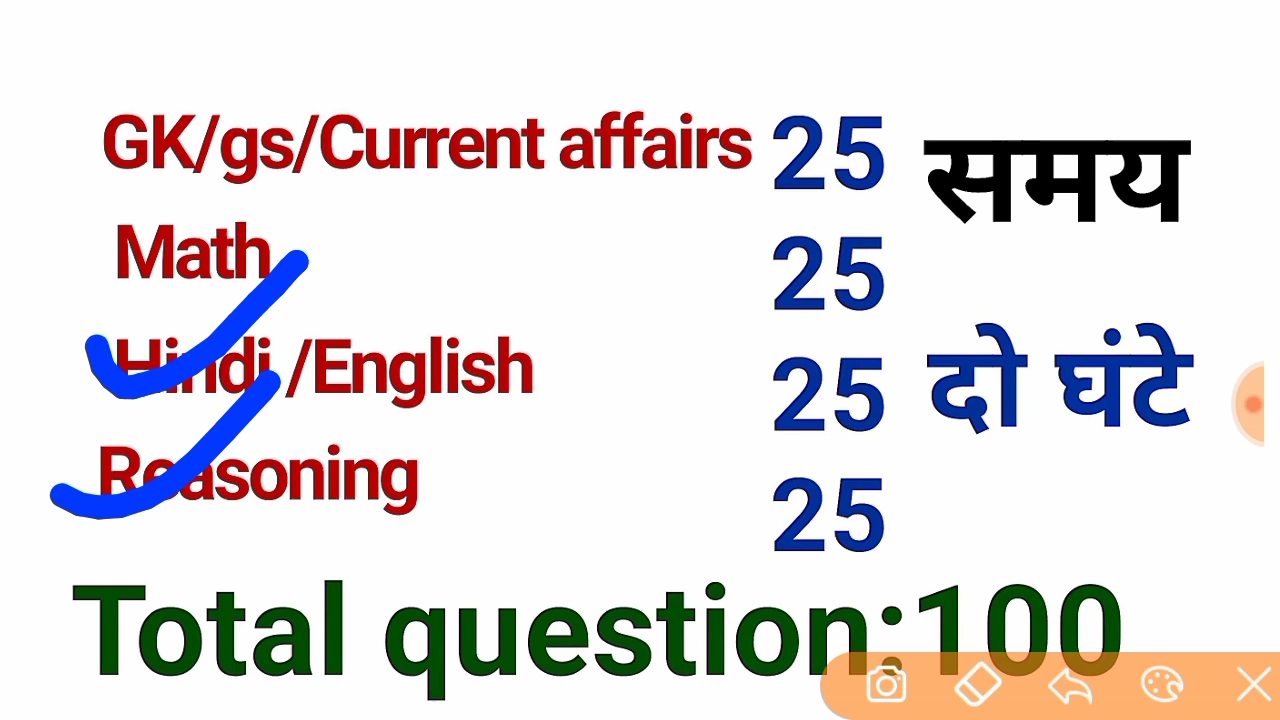 GK/gs/Current affairs 25 समय
Math 25
Hindi /English 25 दो घंटे
Reasoning 25
Total question:100